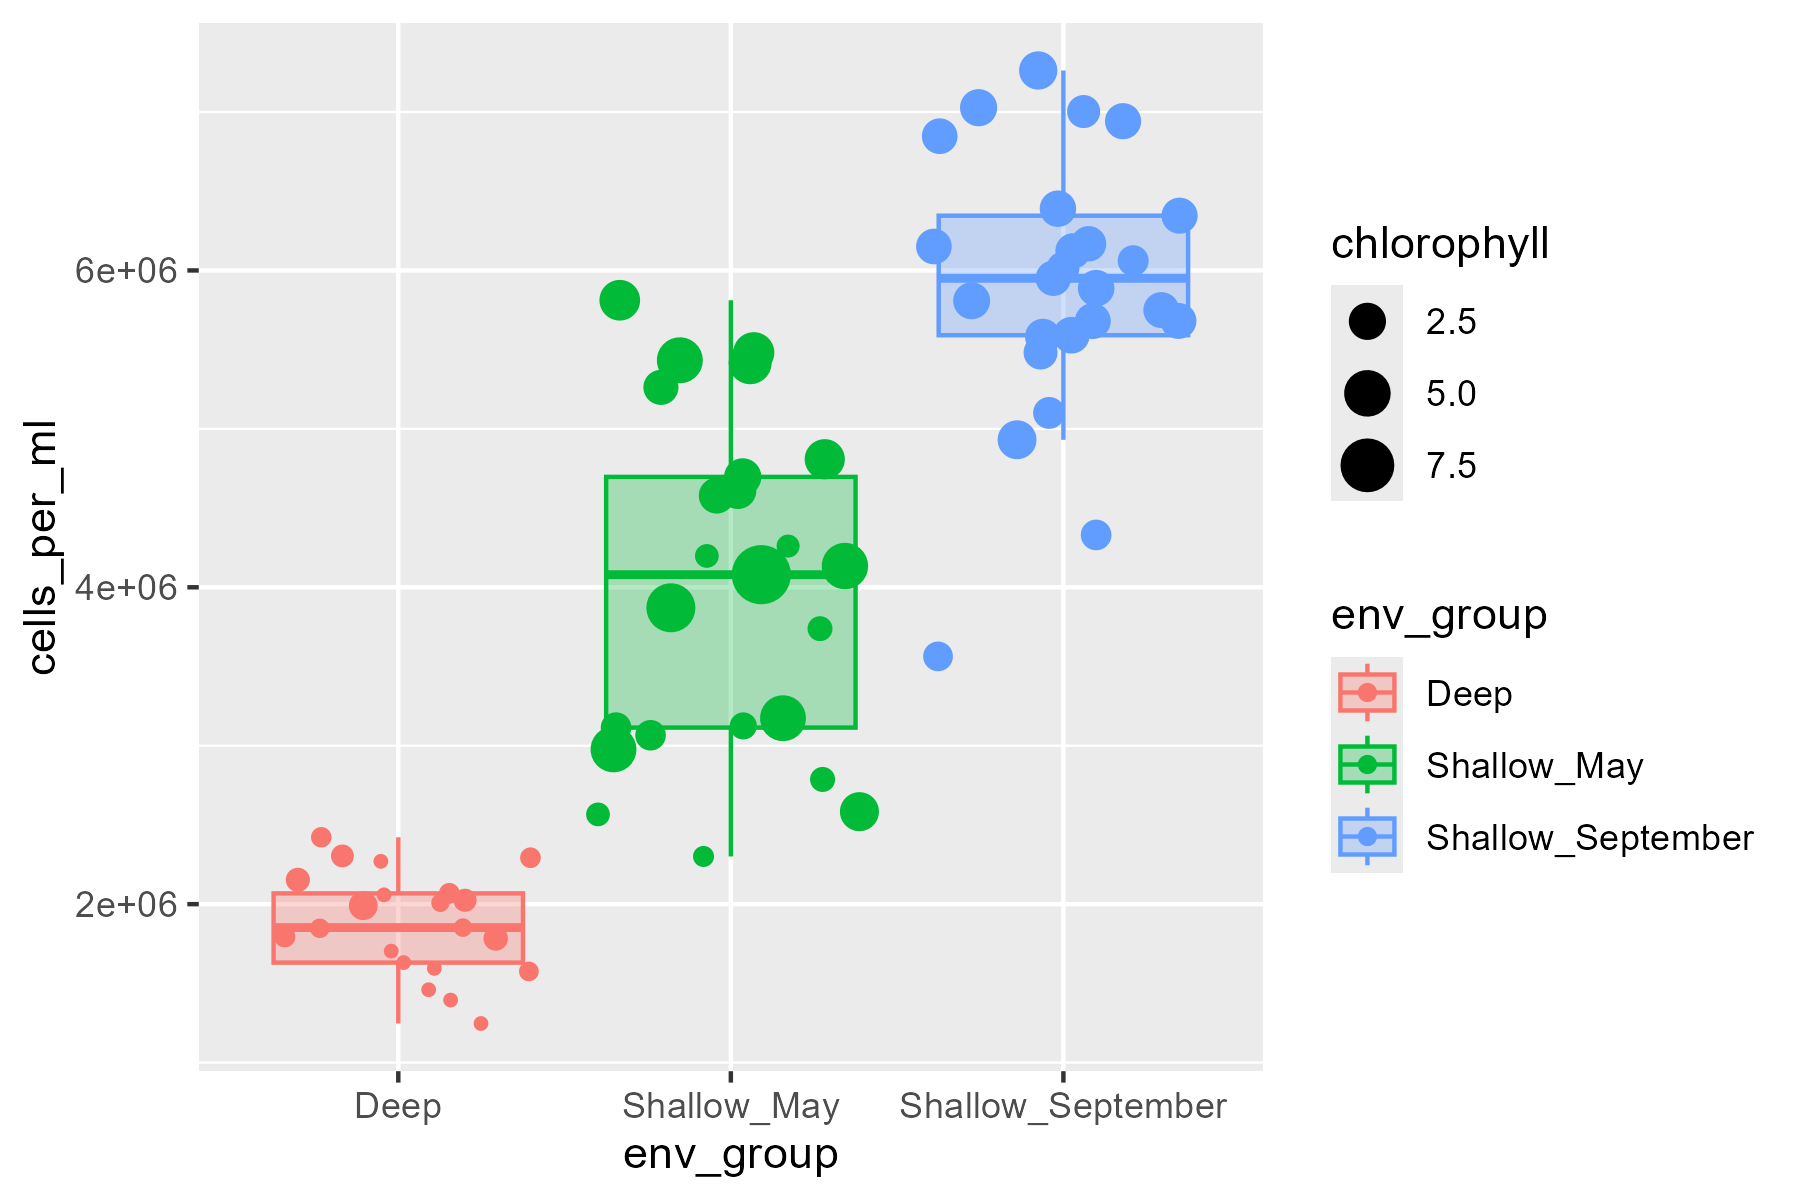 cells_per_ml
6e+06
4e+06
2e+06
Deep
Shallow_May
Shallow_September
env_group
chlorophyll
2.5
5.0
7.5
env_group
Deep
Shallow_May
Shallow_September